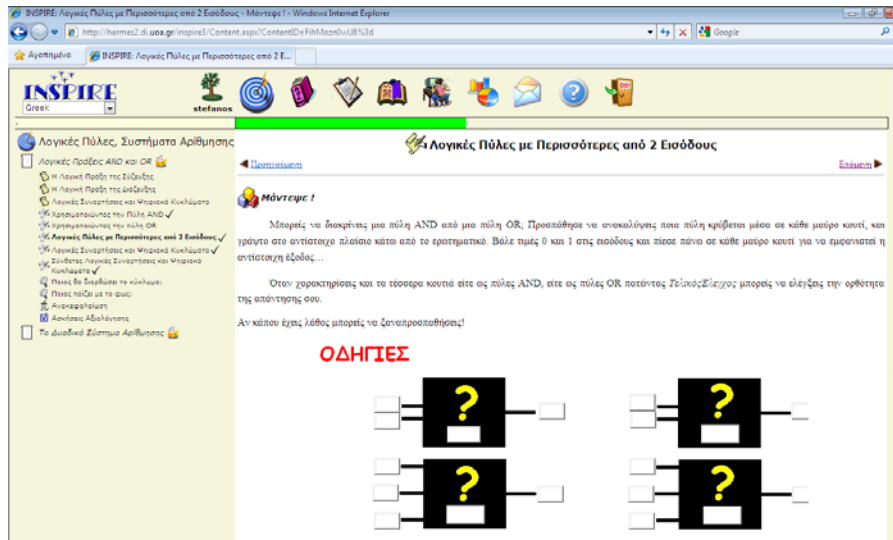 INSPIRE: Λογικές Πύλες με Περισσότερες από 2 Εισόδους - Μάντεψε ! - Windows Internet Explorer
http://hermes2.di.uoa.gr/inspire3/Content.aspx?ContentID=
Google
Αγαπημένα
INSPIRE: Λογικές Πύλες με Περισσότερες από 2 Ε...
INSPIRE
Greek
stefanos
Λογικές Πύλες, Συστήματα Αρίθμησης
Λογικές Πράξεις AND και OR
Η Λογική Πράξη της Σύζευξης
Η Λογική Πράξη της Διάζευξης
Λογικές Συναρτήσεις και Ψηφιακά Κυκλώματα
Χρησιμοποιώντας την Πύλη AND
Χρησιμοποιώντας την πύλη OR
Λογικές Πύλες με Περισσότερες από 2 Εισόδους
Λογικές Συναρτήσεις και Ψηφιακά Κυκλώματα
Σύνθετες Λογικές Συναρτήσεις και Ψηφιακά
Κυκλώματα
Ποιος θα διορθώσει το κύκλωμα;
Ποιος παίζει με το φως;
Ανακεφαλαίωση
Ασκήσεις Αξιολόγησης
Το Δυαδικό Σύστημα Αρίθμησης
Λογικές Πύλες με Περισσότερες από 2 Εισόδους
Προηγούμενη
Επόμενη
Μάντεψε !
Μπορείς να διακρίνεις μια πύλη AND από μια πύλη OR; Προσπάθησε να ανακαλύψεις ποια πύλη κρύβεται μέσα σε κάθε μαύρο κουτί, και
γράψτο στο αντίστοιχο πλαίσιο κάτω από το ερωτηματικό. Βάλε τιμές 0 και 1 στις εισόδους και πίεσε πάνω σε κάθε μαύρο κουτί για να εμφανιστεί η
αντίστοιχη έξοδος…
Όταν χαρακτηρίσεις και τα τέσσερα κουτιά είτε ως πύλες AND, είτε ως πύλες OR πατώντας ΤελικόςΈλεγχος μπορείς να ελέγξεις την ορθότητα
της απάντησης σου.
Αν κάπου έχεις λάθος μπορείς να ξαναπροσπαθήσεις!
ΟΔΗΓΙΕΣ
?
?
?
?